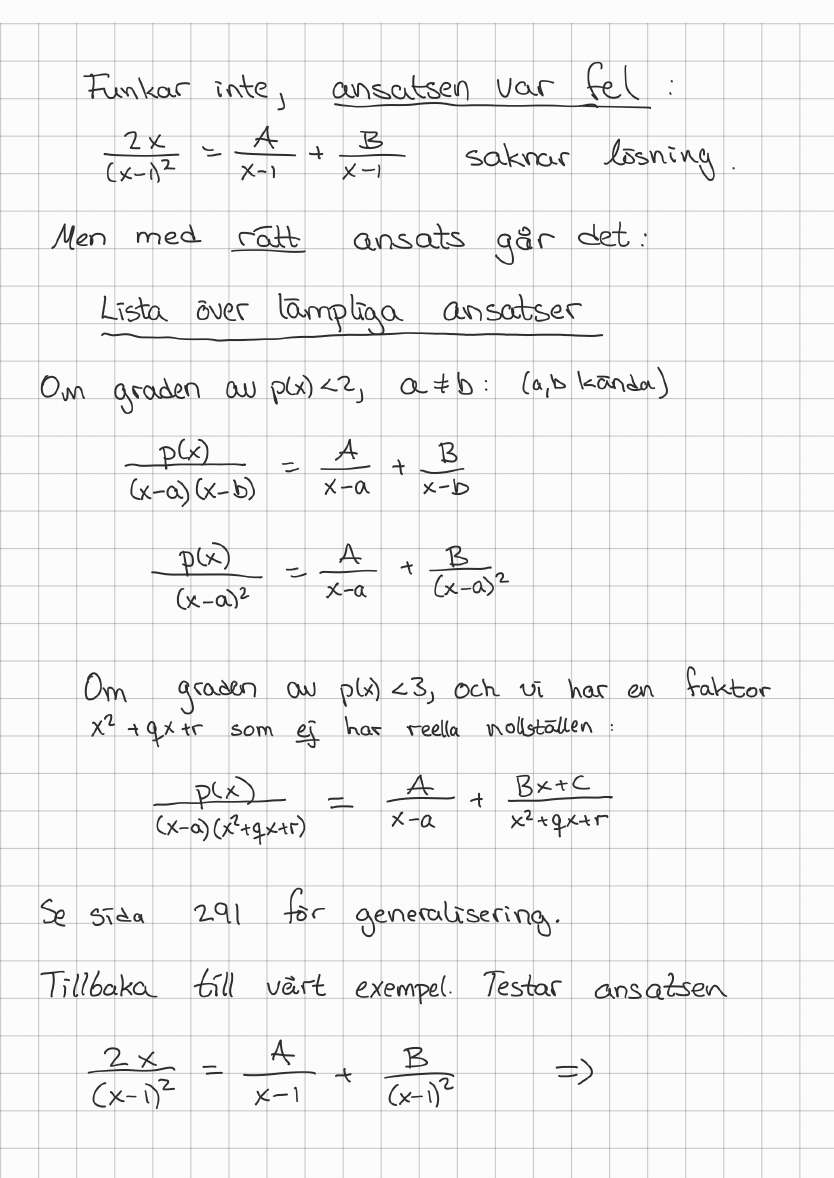 Funkar inte, ansatsen var fel :
2x/(x-1)² = A/(x-1) + B/(x-1) saknar lösning.
Men med rätt ansats går det:
Lista över lämpliga ansatser
Om graden av p(x) <2, a ≠ b: (a,b kända)
p(x)/((x-a)(x-b)) = A/(x-a) + B/(x-b)
p(x)/(x-a)² = A/(x-a) + B/(x-a)²
Om graden av p(x) <3, och vi har en faktor
x² + qx+r som ej har reella nollställen :
p(x)/((x-a)(x²+qx+r)) = A/(x-a) + (Bx+C)/(x²+qx+r)
Se sida 291 för generalisering.
Tillbaka till vårt exempel. Testar ansatsen
2x/(x-1)² = A/(x-1) + B/(x-1)² =>